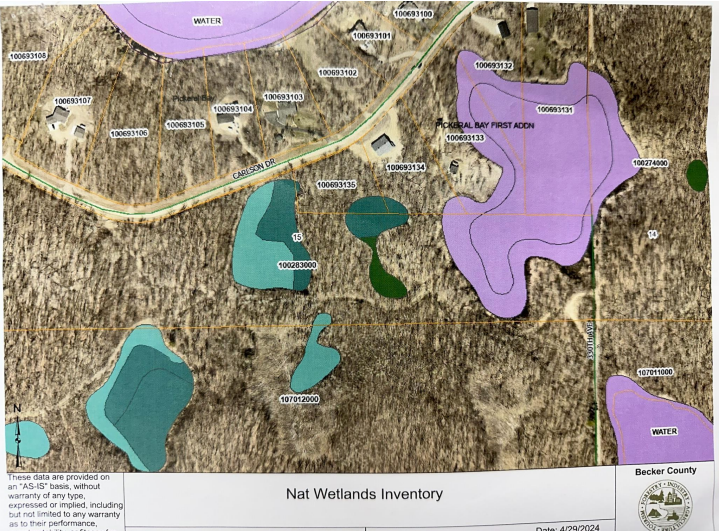 100693100
WATER
100693101
100693108
100693102
100693132
100693107
100693103
100693104
100693131
100693105
100693106
PICKERAL BAY FIRST ADDN
100693133
100693134
100274000
CARLSON DR
100693135
15
14
100283000
330TH AVE
107011000
107012000
N
WATER
These data are provided on
an "AS-IS" basis, without
warranty of any type,
expressed or implied, including
but not limited to any warranty
as to their performance,
Nat Wetlands Inventory
Becker County
Date: 4/29/2024